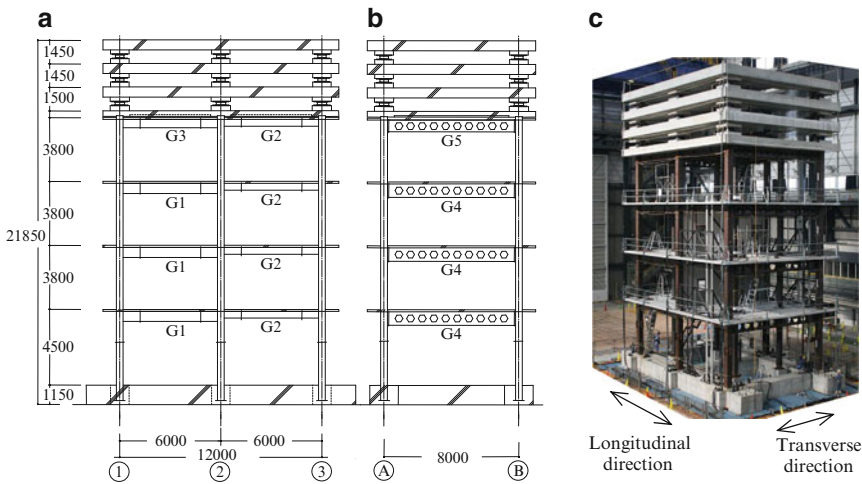 a
b
c
1450
1450
1500
3800
3800
3800
4500
1150
21850
G3 G2
G1 G2
G1 G2
G1 G2
6000 6000
12000
1 2 3
G5
G4
G4
G4
8000
A B
Longitudinal
direction
Transverse
direction